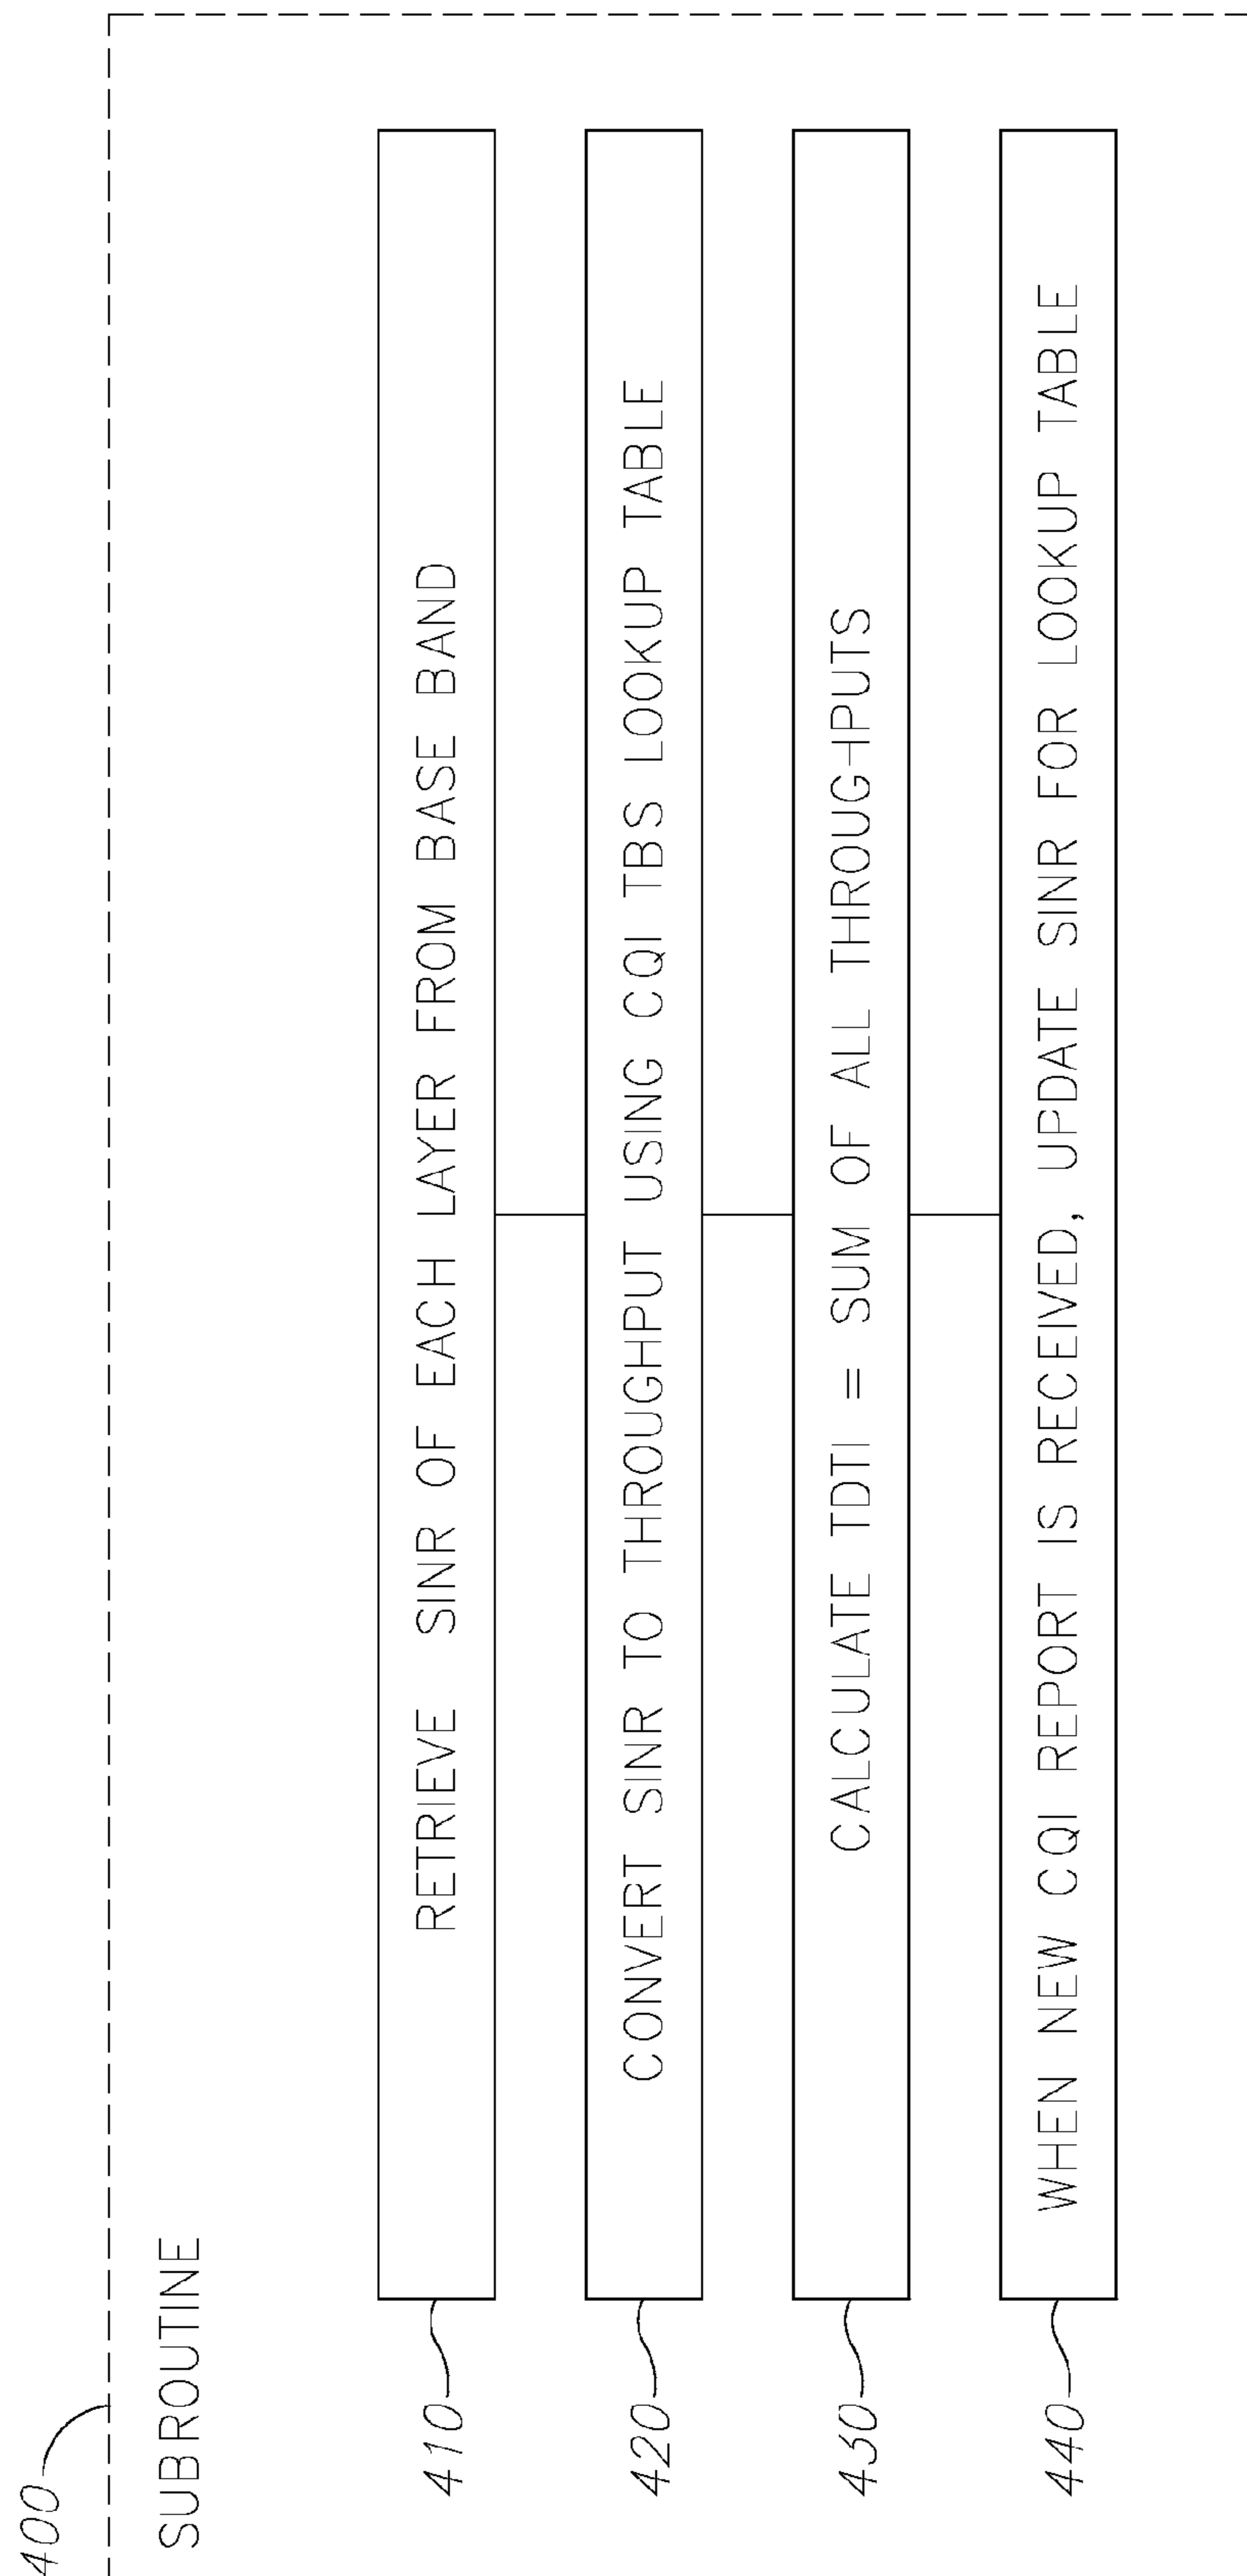 400
SUBROUTINE
410
RETRIEVE SINR OF EACH LAYER FROM BASE BAND
420
CONVERT SINR TO THROUGHPUT USING CQI TBS LOOKUP TABLE
430
CALCULATE TDTI = SUM OF ALL THROUGHPUTS
440
WHEN NEW CQI REPORT IS RECEIVED, UPDATE SINR FOR LOOKUP TABLE